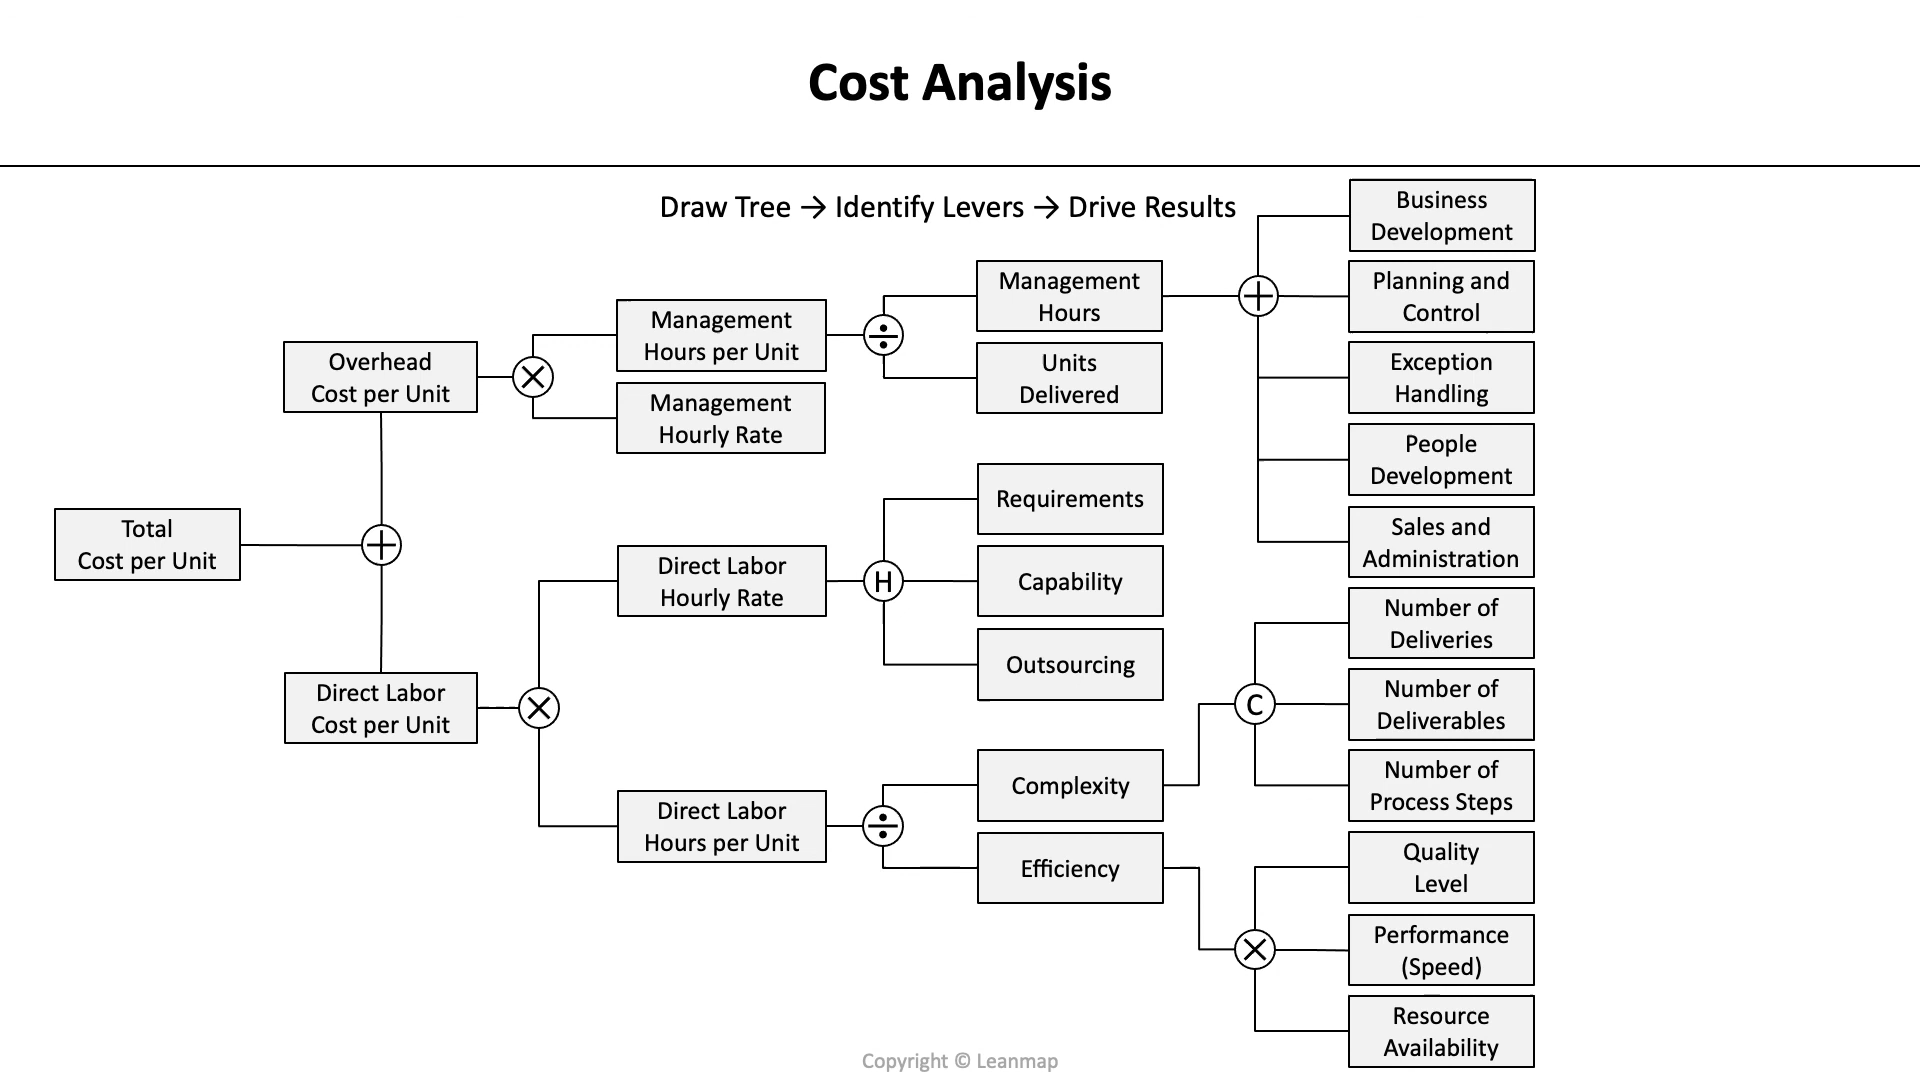 Cost Analysis
Draw Tree → Identify Levers → Drive Results
Total
Cost per Unit
+
Overhead
Cost per Unit
×
Management
Hours per Unit
Management
Hourly Rate
÷
Management
Hours
Units
Delivered
+
Business
Development
Planning and
Control
Exception
Handling
People
Development
Sales and
Administration
Direct Labor
Cost per Unit
×
Direct Labor
Hourly Rate
H
Requirements
Capability
Outsourcing
Direct Labor
Hours per Unit
÷
Complexity
Efficiency
C
Number of
Deliveries
Number of
Deliverables
Number of
Process Steps
×
Quality
Level
Performance
(Speed)
Resource
Availability
Copyright © Leanmap